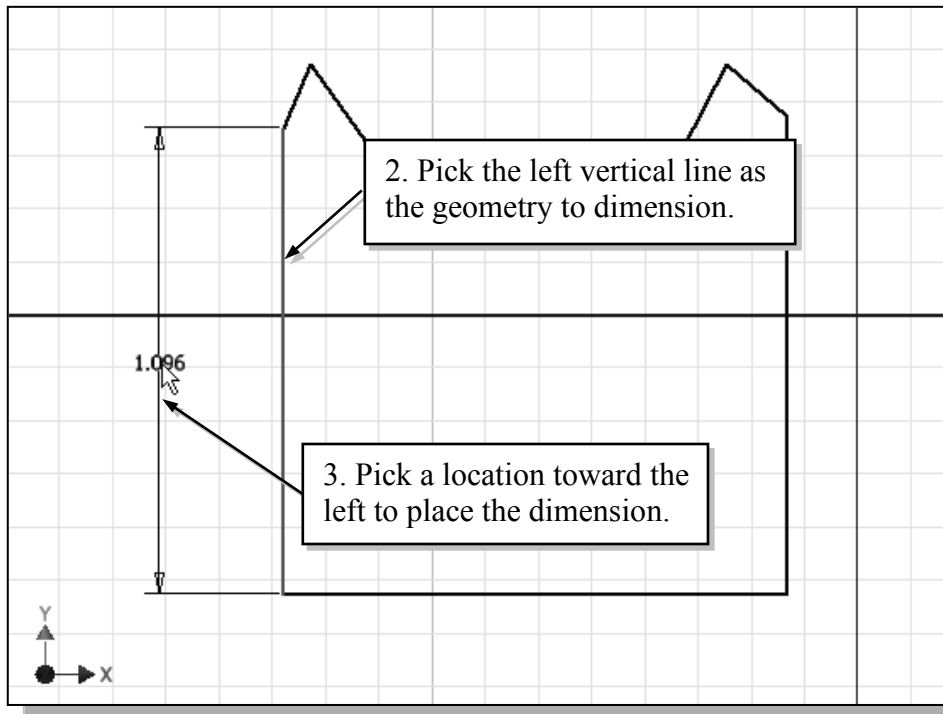 2. Pick the left vertical line as
the geometry to dimension.
1.096
3. Pick a location toward the
left to place the dimension.
Y
X